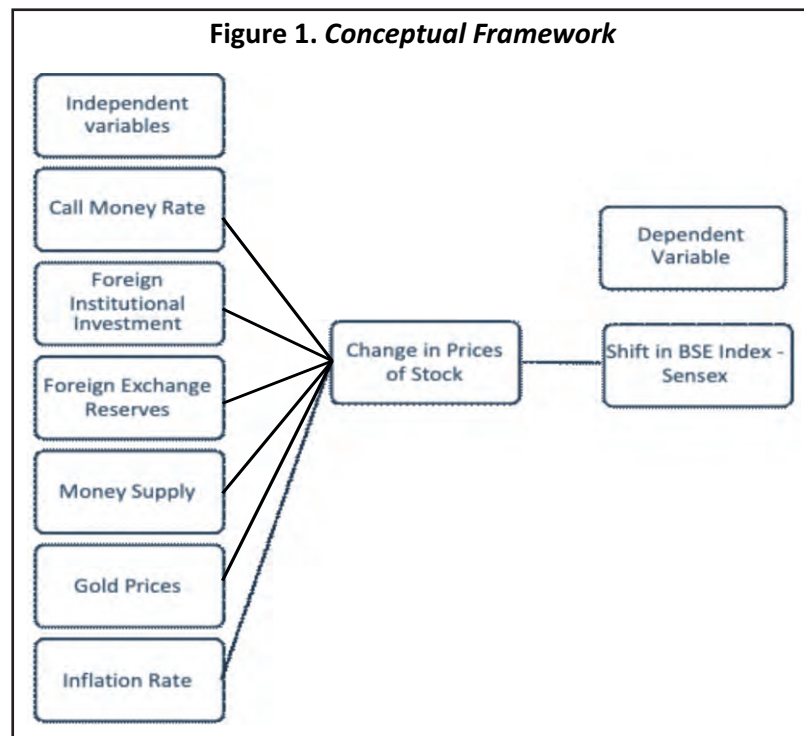 Figure 1. Conceptual Framework
Independent
variables
Call Money Rate
Foreign
Institutional
Investment
Foreign Exchange
Reserves
Money Supply
Gold Prices
Inflation Rate
Change in Prices
of Stock
Dependent
Variable
Shift in BSE Index -
Sensex